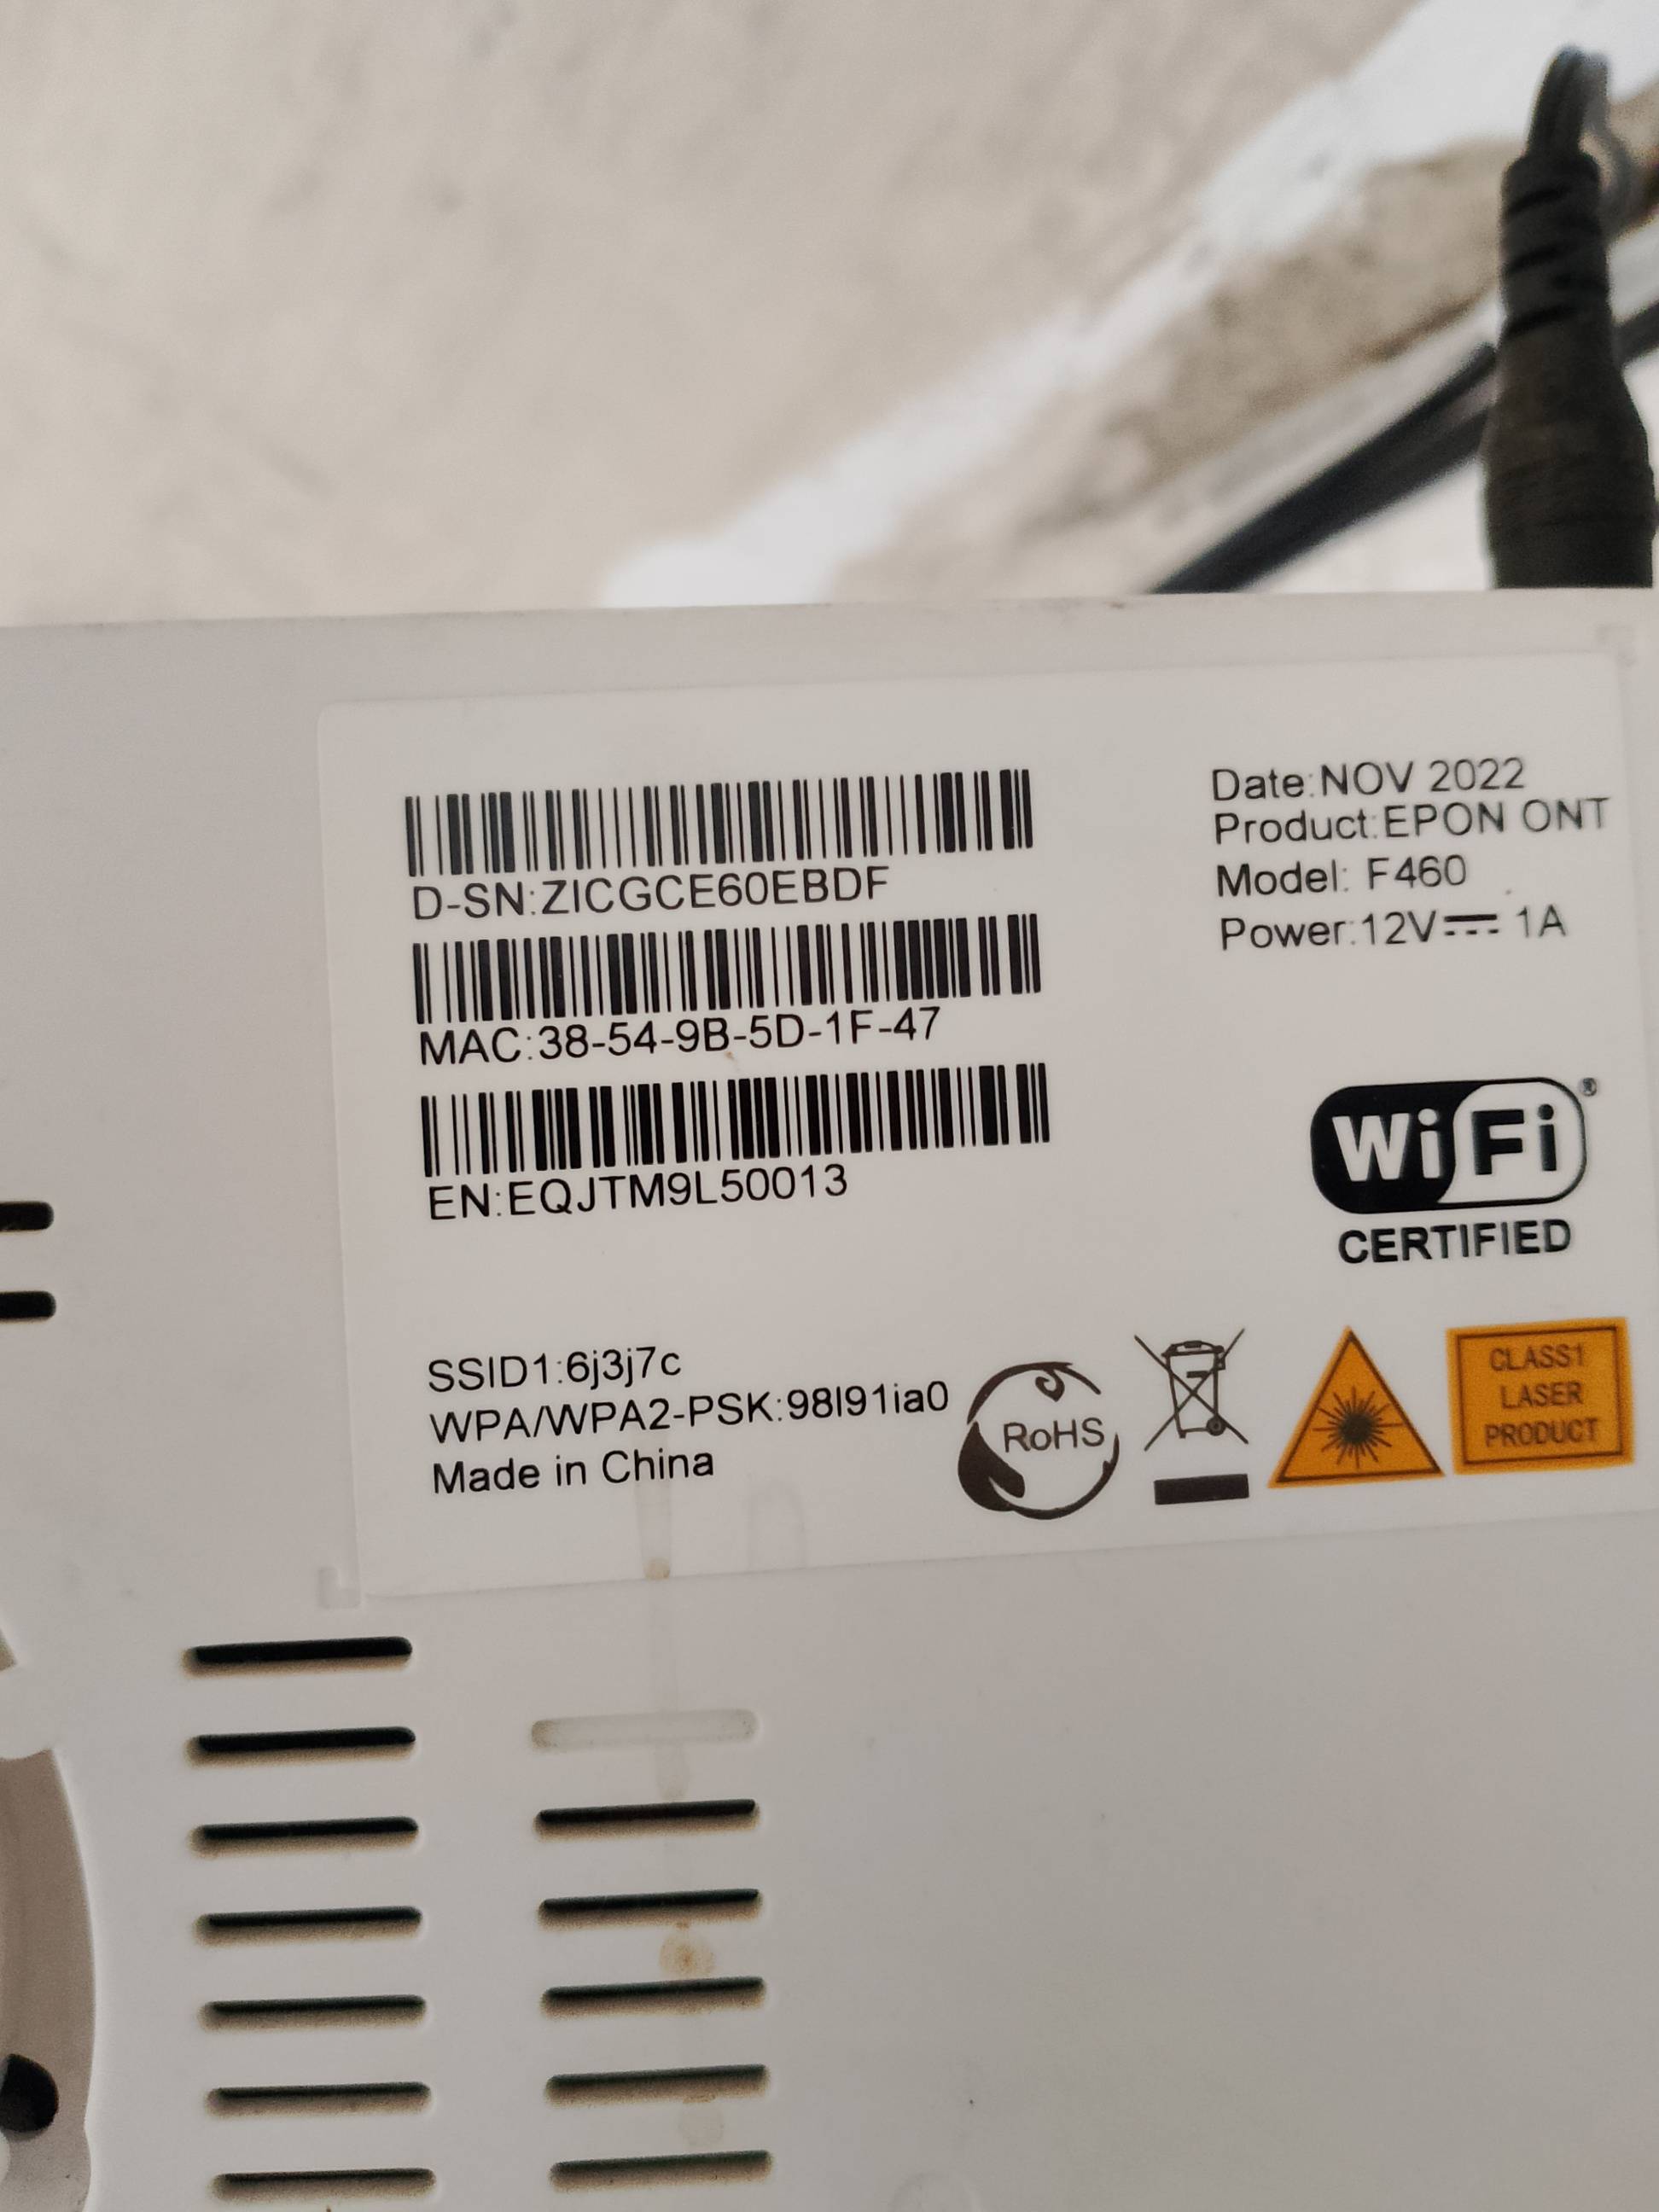 D-SN:ZICGCE60EBDF
MAC:38-54-9B-5D-1F-47
EN:EQJTM9L50013
Date:NOV 2022
Product:EPON ONT
Model: F460
Power:12V⎓1A
WiFi®
CERTIFIED
SSID1:6j3j7c
WPA/WPA2-PSK:98l91ia0
Made in China
RoHS
CLASS1
LASER
PRODUCT